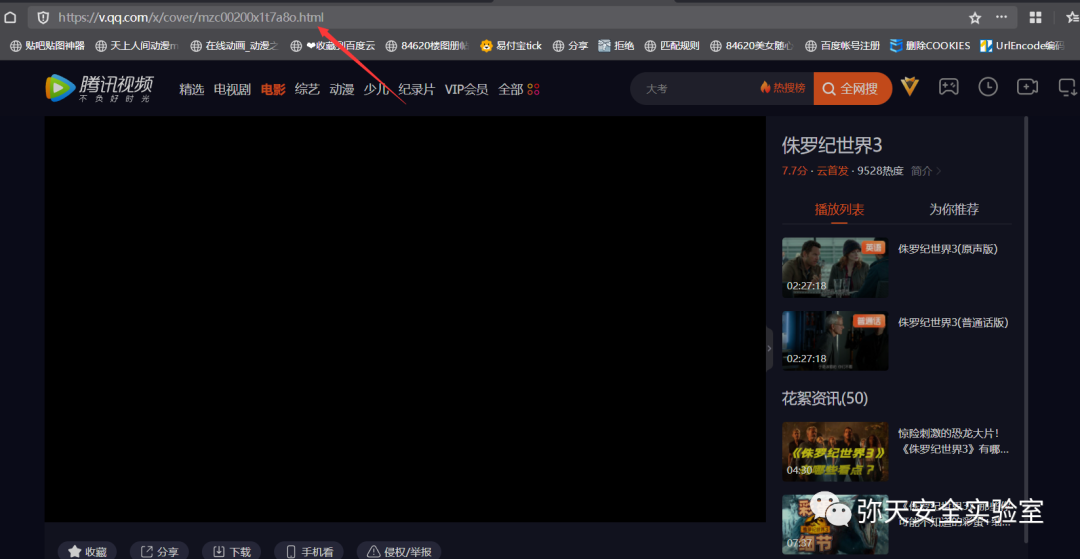 https://v.qq.com/x/cover/mzc00200x1t7a8o.html
贴吧贴图神器 天上人间动漫 在线动画_动漫之 ❤收藏到百度云 84620楼图册帖 易付宝tick 分享 拒绝 匹配规则 84620美女随心 百度帐号注册 删除COOKIES UrlEncode编码
腾讯视频
不负好时光
精选 电视剧 电影 综艺 动漫 少儿 纪录片 VIP会员 全部
大考 热搜榜 全网搜
侏罗纪世界3
7.7分 · 云首发 · 9528热度 简介
播放列表 为你推荐
英语
02:27:18
侏罗纪世界3(原声版)
普通话
02:27:18
侏罗纪世界3(普通话版)
花絮资讯(50)
《侏罗纪世界3》
哪些看点?
04:30
惊险刺激的恐龙大片!
《侏罗纪世界3》有哪...
细节
07:37
弥天安全实验室
收藏 分享 下载 手机看 侵权/举报